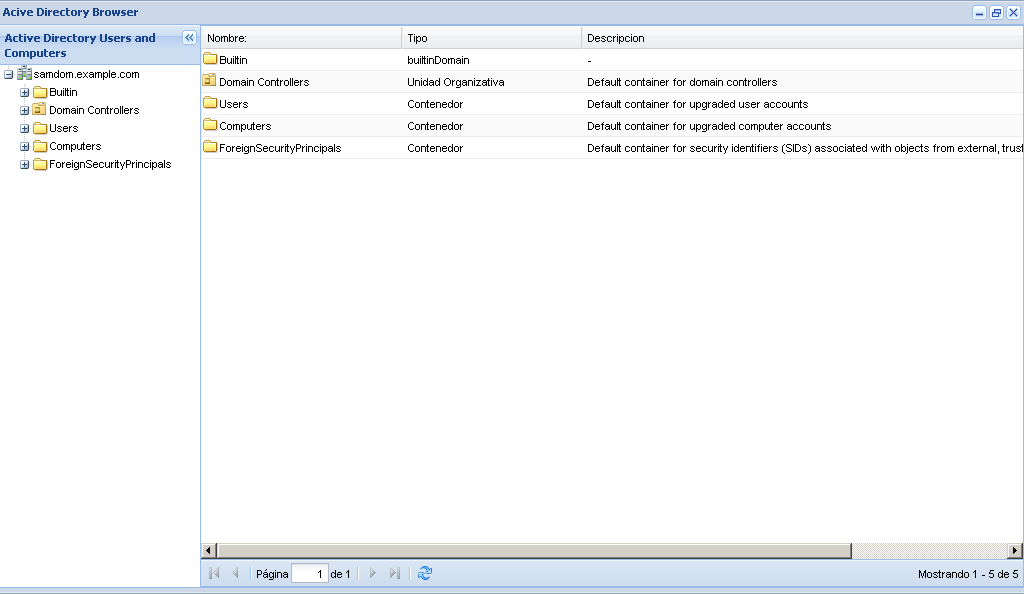 Acive Directory Browser
Active Directory Users and
Computers
samdom.example.com
Builtin
Domain Controllers
Users
Computers
ForeignSecurityPrincipals
Nombre: Tipo Descripcion
Builtin builtinDomain -
Domain Controllers Unidad Organizativa Default container for domain controllers
Users Contenedor Default container for upgraded user accounts
Computers Contenedor Default container for upgraded computer accounts
ForeignSecurityPrincipals Contenedor Default container for security identifiers (SIDs) associated with objects from external, trust
Página 1 de 1 Mostrando 1 - 5 de 5